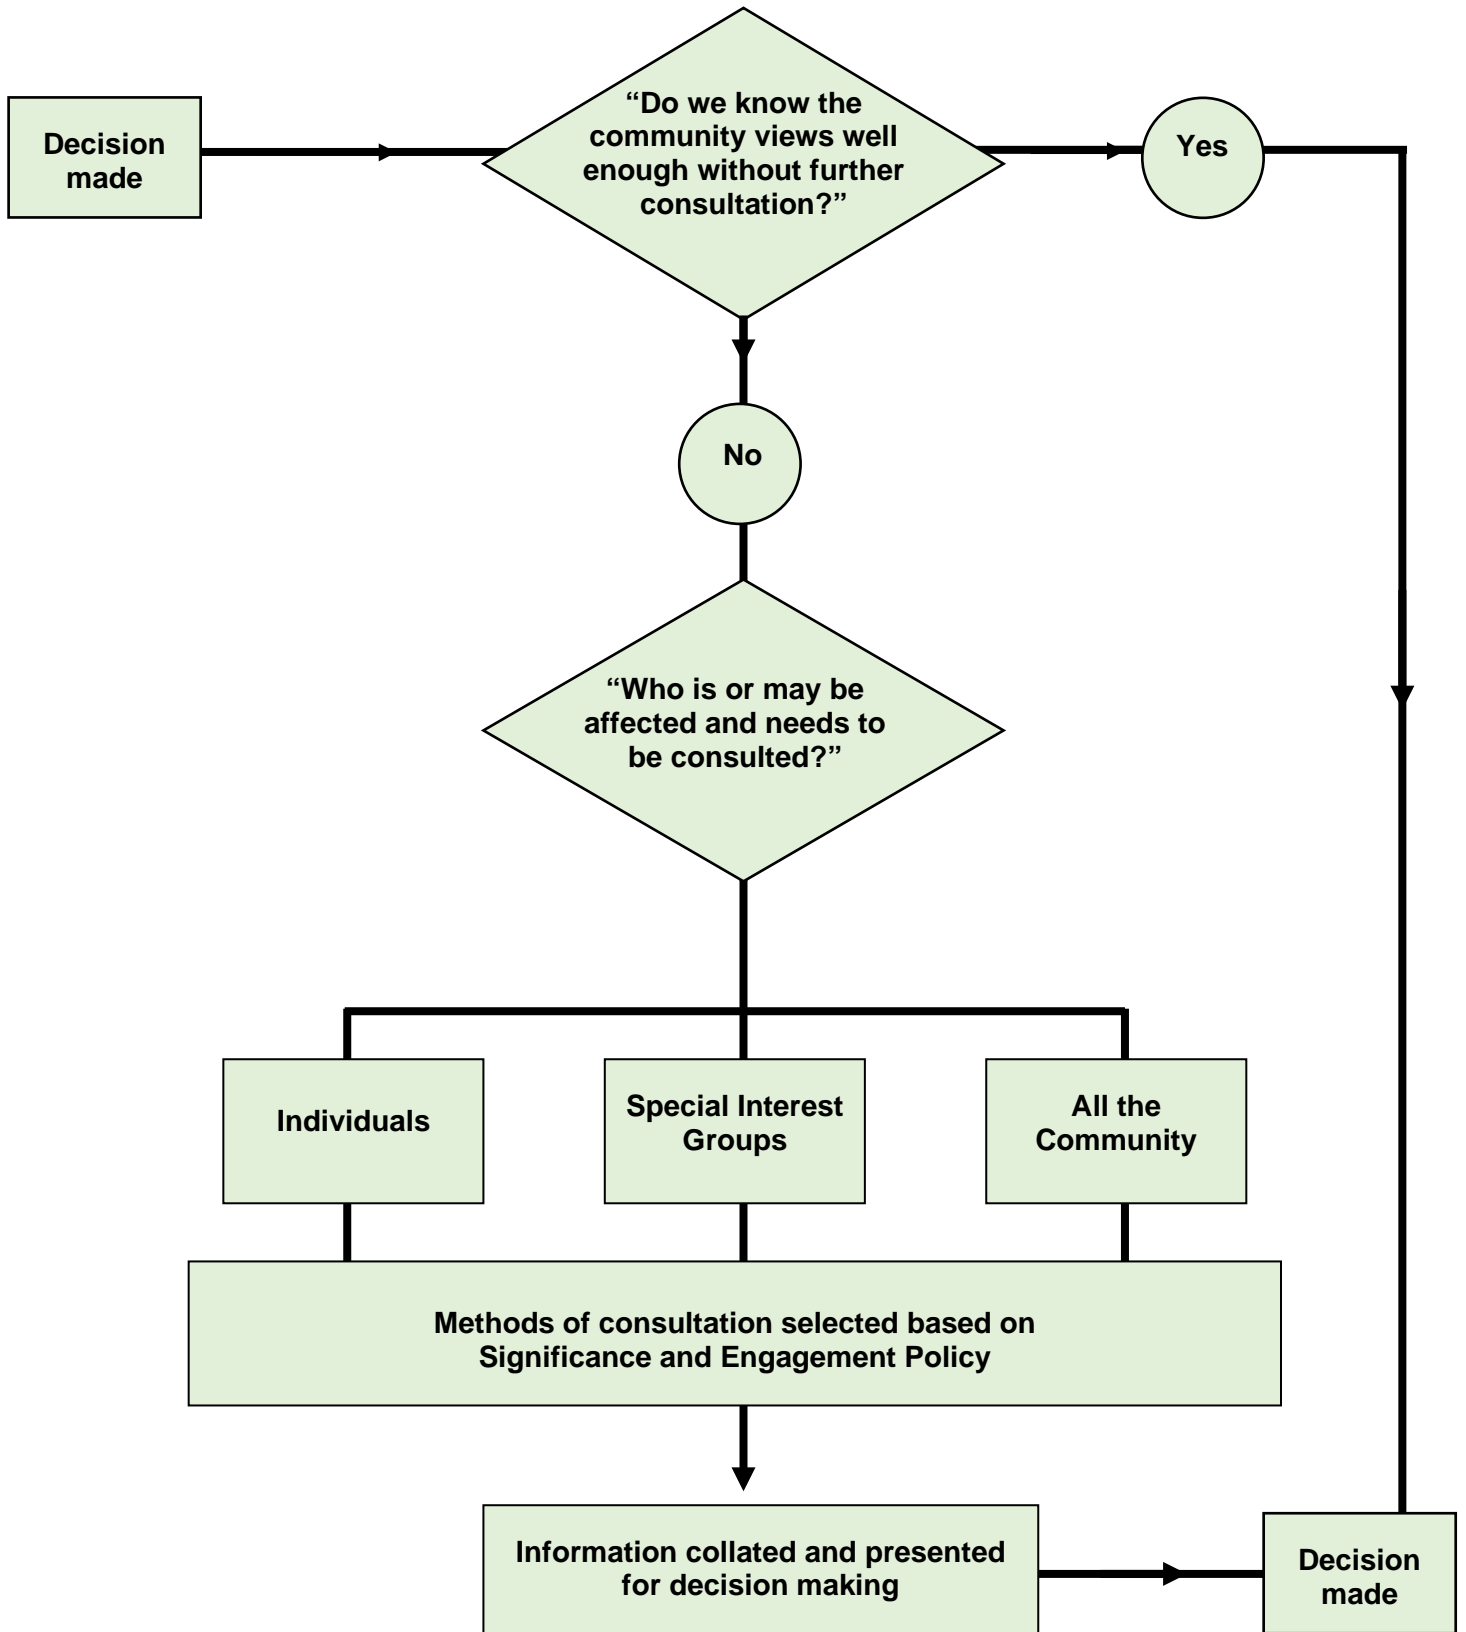 Decision
made
“Do we know the
community views well
enough without further
consultation?”
Yes
No
“Who is or may be
affected and needs to
be consulted?”
Individuals
Special Interest
Groups
All the
Community
Methods of consultation selected based on
Significance and Engagement Policy
Information collated and presented
for decision making
Decision
made